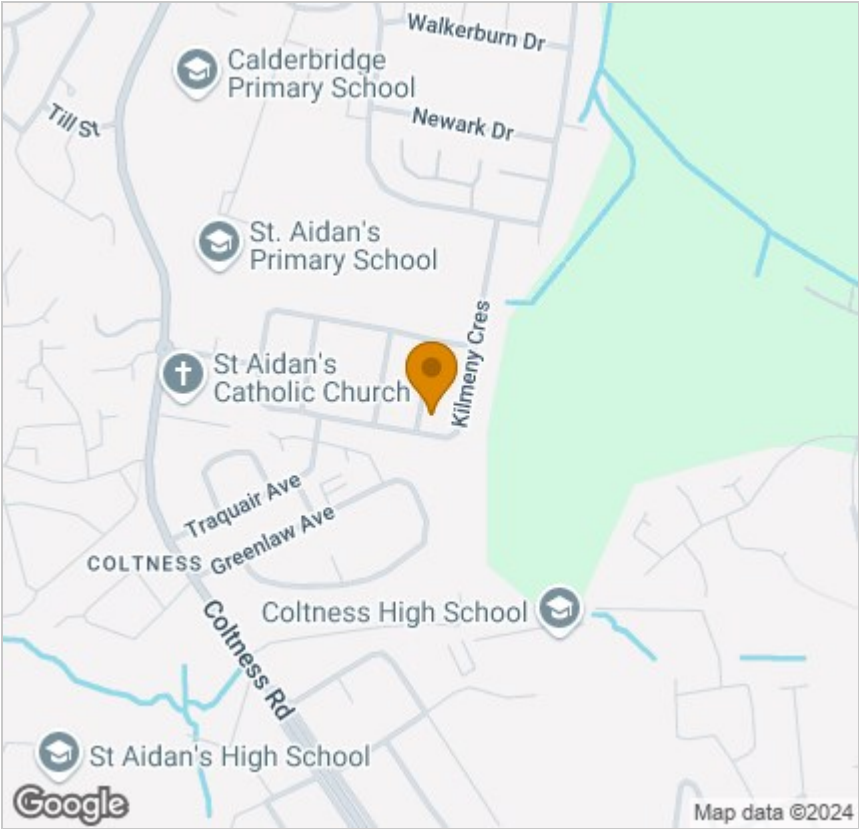 Walkerburn Dr
Calderbridge
Primary School
Till St
Newark Dr
St. Aidan's
Primary School
Kilmeny Cres
St Aidan's
Catholic Church
Traquair Ave
Greenlaw Ave
COLTNESS
Coltness High School
Coltness Rd
St Aidan's High School
Google
Map data ©2024